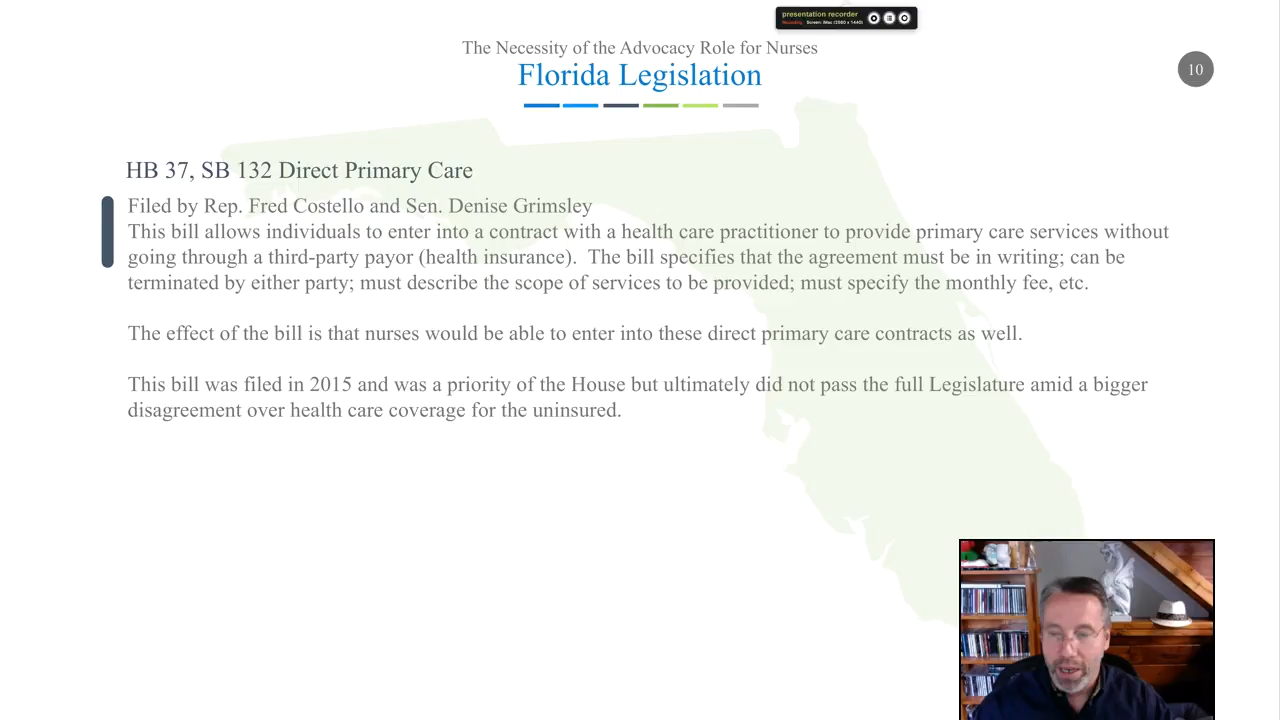 presentation recorder
Recording Screen: iMac (2560 x 1440)
The Necessity of the Advocacy Role for Nurses
Florida Legislation
10
HB 37, SB 132 Direct Primary Care
Filed by Rep. Fred Costello and Sen. Denise Grimsley
This bill allows individuals to enter into a contract with a health care practitioner to provide primary care services without
going through a third-party payor (health insurance).  The bill specifies that the agreement must be in writing; can be
terminated by either party; must describe the scope of services to be provided; must specify the monthly fee, etc.
The effect of the bill is that nurses would be able to enter into these direct primary care contracts as well.
This bill was filed in 2015 and was a priority of the House but ultimately did not pass the full Legislature amid a bigger
disagreement over health care coverage for the uninsured.